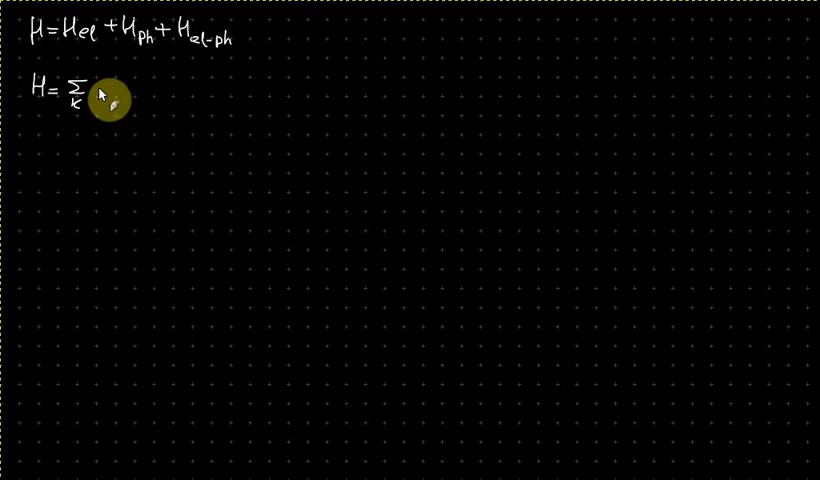 H = H_el + H_ph + H_el-ph
H = Σ_k